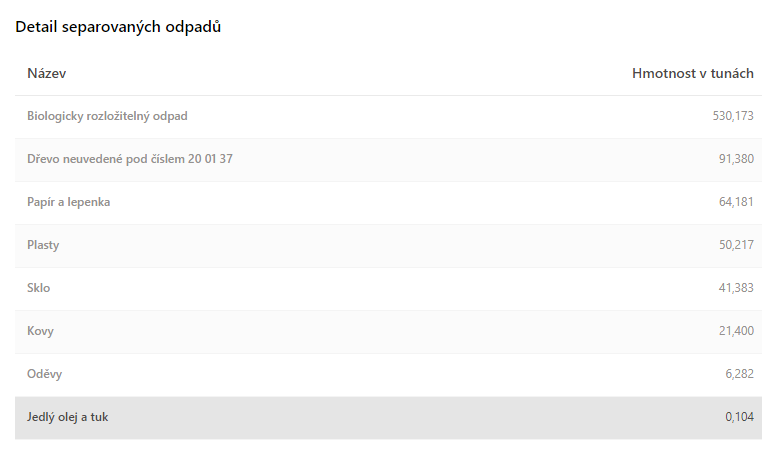 Detail separovaných odpadů
Název Hmotnost v tunách
Biologicky rozložitelný odpad 530,173
Dřevo neuvedené pod číslem 20 01 37 91,380
Papír a lepenka 64,181
Plasty 50,217
Sklo 41,383
Kovy 21,400
Oděvy 6,282
Jedlý olej a tuk 0,104